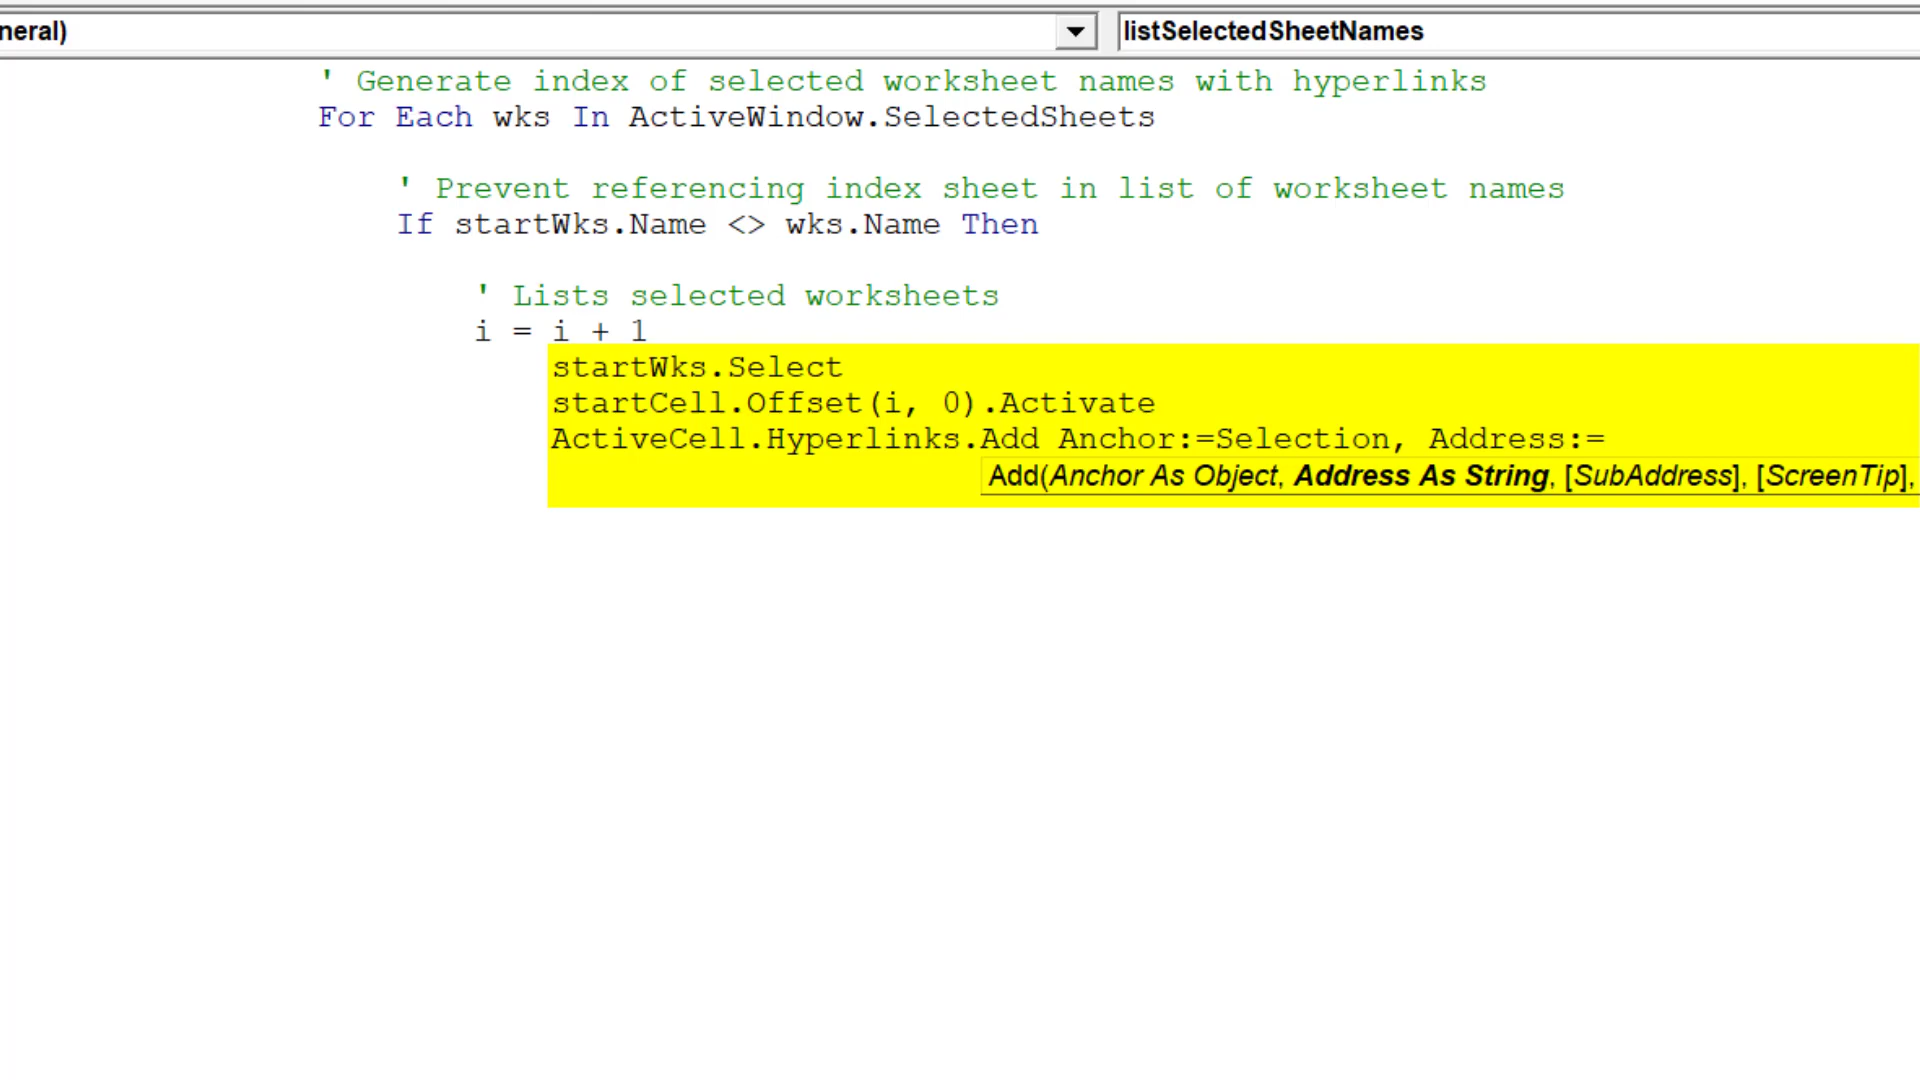 neral)
listSelectedSheetNames
' Generate index of selected worksheet names with hyperlinks
For Each wks In ActiveWindow.SelectedSheets
' Prevent referencing index sheet in list of worksheet names
If startWks.Name <> wks.Name Then
' Lists selected worksheets
i = i + 1
startWks.Select
startCell.Offset(i, 0).Activate
ActiveCell.Hyperlinks.Add Anchor:=Selection, Address:=
Add(Anchor As Object, Address As String, [SubAddress], [ScreenTip],